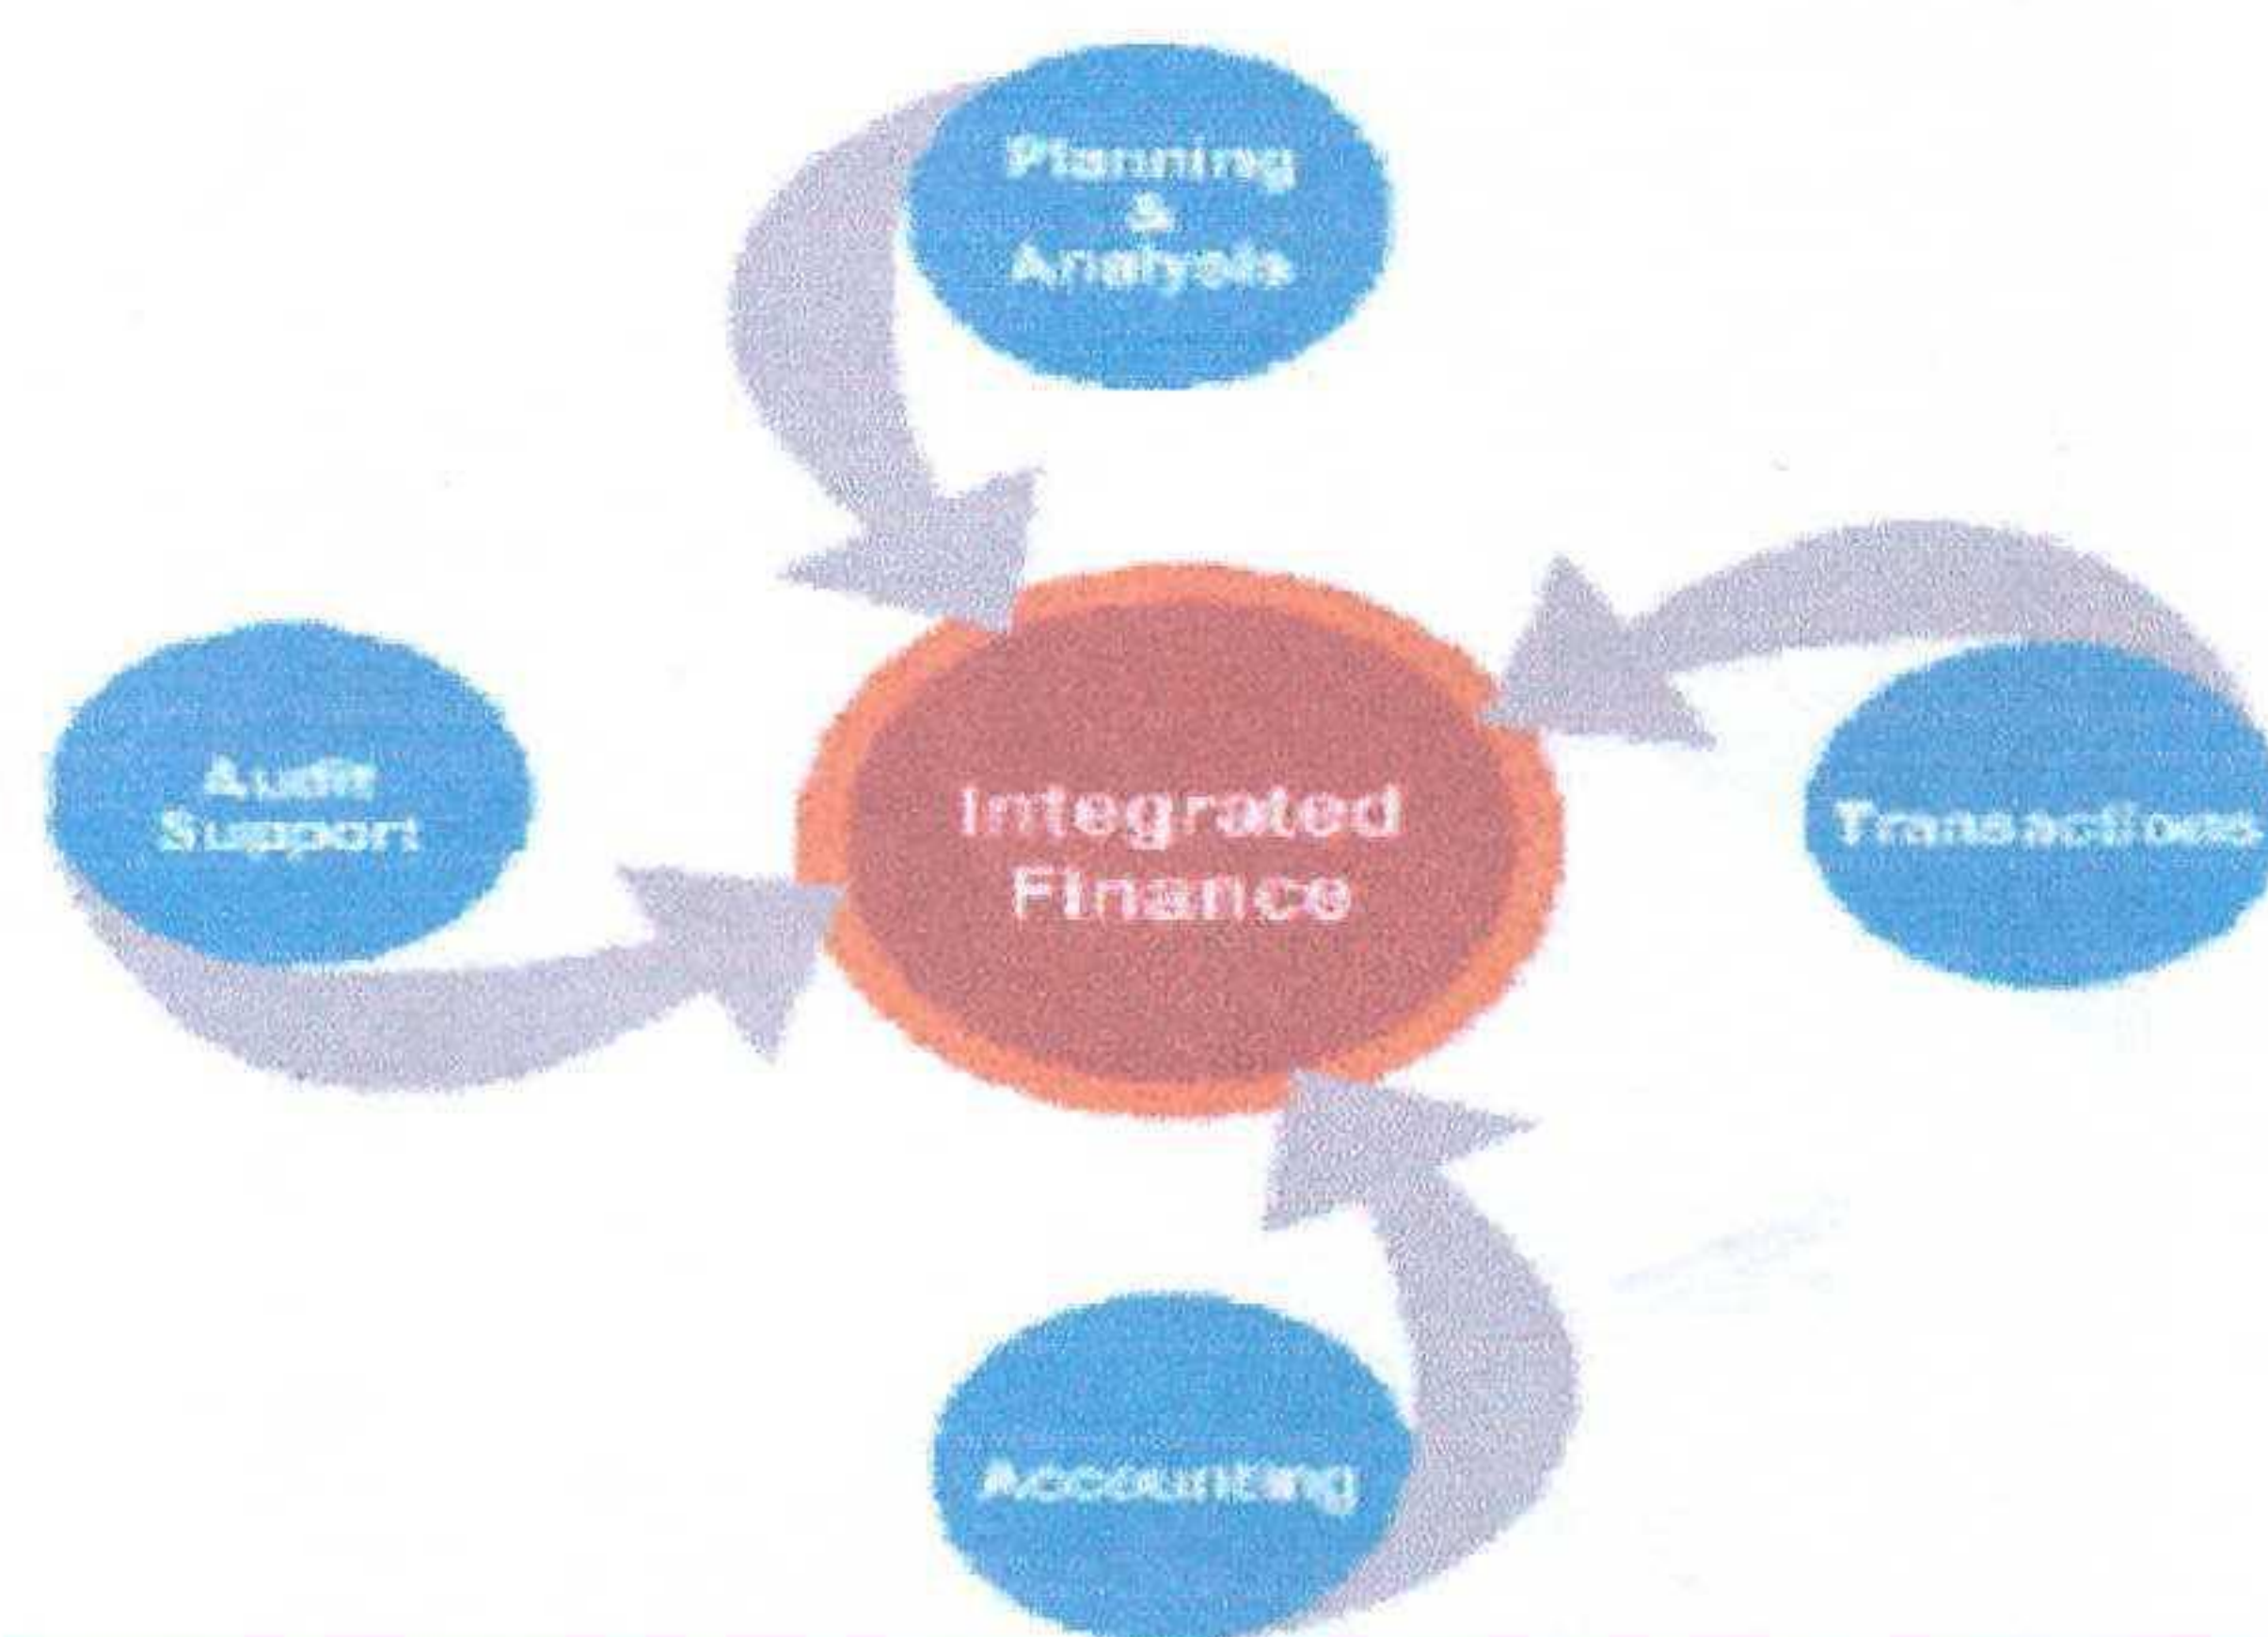 Planning
&
Analysis
Audit
Support
Integrated
Finance
Transactions
Accounting